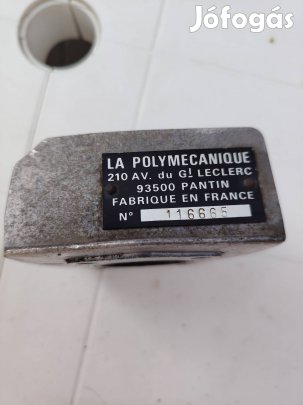 Jófogás
LA POLYMECANIQUE
210 AV. du Gl LECLERC
93500 PANTIN
FABRIQUE EN FRANCE
N° 116665